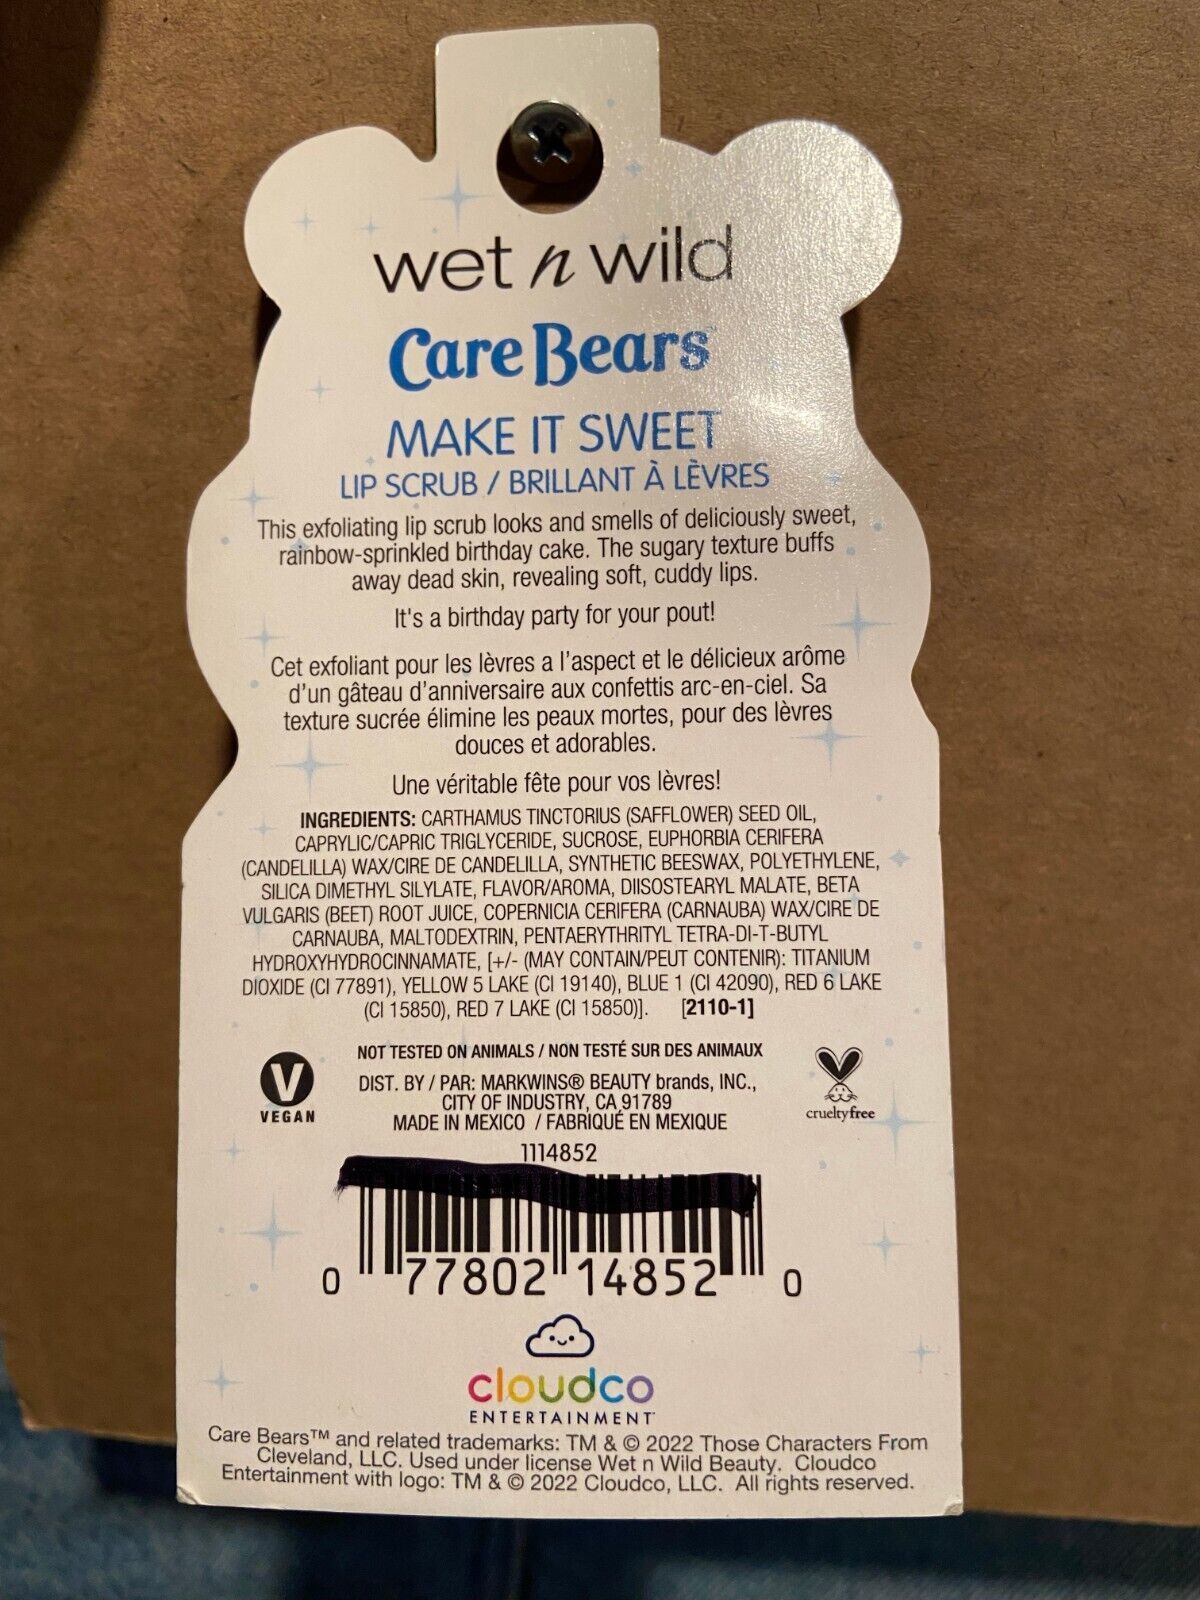 wet n wild
Care Bears™
MAKE IT SWEET
LIP SCRUB / BRILLANT À LÈVRES
This exfoliating lip scrub looks and smells of deliciously sweet,
rainbow-sprinkled birthday cake. The sugary texture buffs
away dead skin, revealing soft, cuddy lips.
It's a birthday party for your pout!
Cet exfoliant pour les lèvres a l'aspect et le délicieux arôme
d'un gâteau d'anniversaire aux confettis arc-en-ciel. Sa
texture sucrée élimine les peaux mortes, pour des lèvres
douces et adorables.
Une véritable fête pour vos lèvres!
INGREDIENTS: CARTHAMUS TINCTORIUS (SAFFLOWER) SEED OIL,
CAPRYLIC/CAPRIC TRIGLYCERIDE, SUCROSE, EUPHORBIA CERIFERA
(CANDELILLA) WAX/CIRE DE CANDELILLA, SYNTHETIC BEESWAX, POLYETHYLENE,
SILICA DIMETHYL SILYLATE, FLAVOR/AROMA, DIISOSTEARYL MALATE, BETA
VULGARIS (BEET) ROOT JUICE, COPERNICIA CERIFERA (CARNAUBA) WAX/CIRE DE
CARNAUBA, MALTODEXTRIN, PENTAERYTHRITYL TETRA-DI-T-BUTYL
HYDROXYHYDROCINNAMATE, [+/- (MAY CONTAIN/PEUT CONTENIR): TITANIUM
DIOXIDE (CI 77891), YELLOW 5 LAKE (CI 19140), BLUE 1 (CI 42090), RED 6 LAKE
(CI 15850), RED 7 LAKE (CI 15850)]. [2110-1]
NOT TESTED ON ANIMALS / NON TESTÉ SUR DES ANIMAUX
V
VEGAN
DIST. BY / PAR: MARKWINS® BEAUTY brands, INC.,
CITY OF INDUSTRY, CA 91789
MADE IN MEXICO / FABRIQUÉ EN MEXIQUE
crueltyfree
1114852
0 77802 14852 0
cloudco
ENTERTAINMENT™
Care Bears™ and related trademarks: TM & © 2022 Those Characters From
Cleveland, LLC. Used under license Wet n Wild Beauty. Cloudco
Entertainment with logo: TM & © 2022 Cloudco, LLC. All rights reserved.